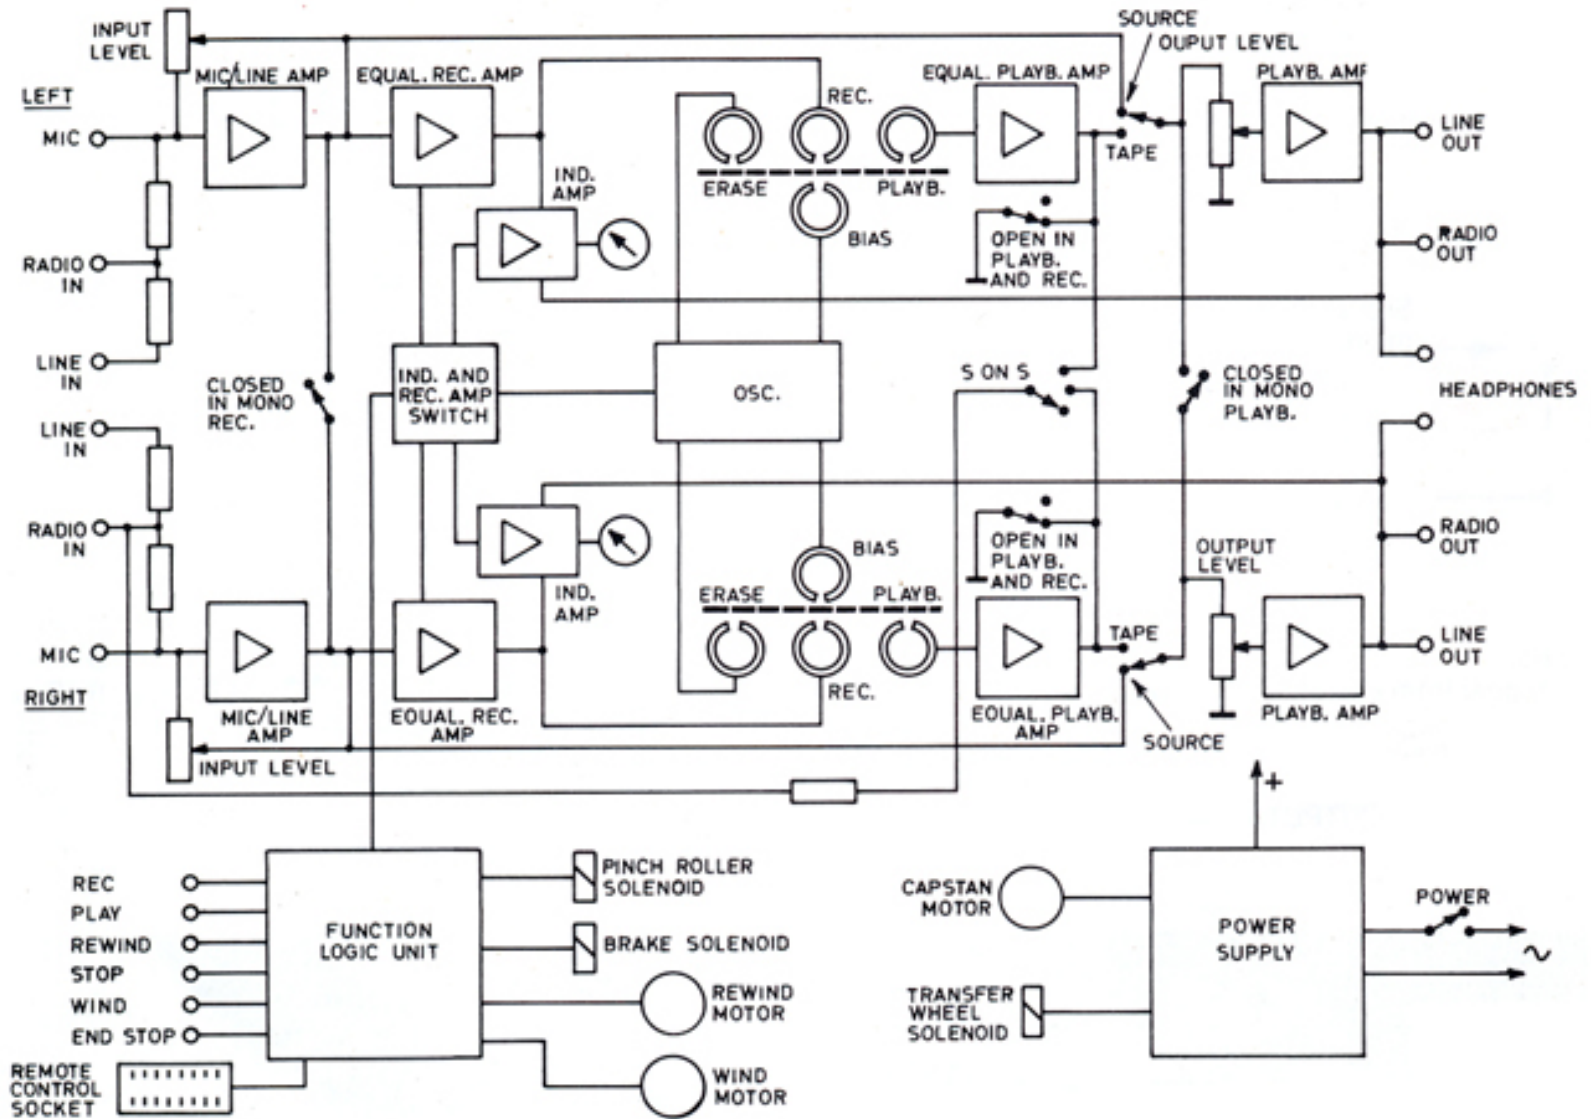 INPUT
LEVEL
SOURCE
OUPUT LEVEL
MIC/LINE AMP
EQUAL. REC. AMP
EQUAL. PLAYB. AMP
PLAYB. AMP
LEFT
REC.
MIC
LINE
OUT
TAPE
IND.
AMP
ERASE
PLAYB.
BIAS
OPEN IN
PLAYB.
AND REC.
RADIO
IN
RADIO
OUT
LINE
IN
CLOSED
IN MONO
REC.
IND. AND
REC. AMP
SWITCH
OSC.
S ON S
CLOSED
IN MONO
PLAYB.
HEADPHONES
LINE
IN
RADIO
IN
BIAS
OPEN IN
PLAYB.
AND REC.
OUTPUT
LEVEL
RADIO
OUT
IND.
AMP
ERASE
PLAYB.
MIC
TAPE
LINE
OUT
RIGHT
REC.
MIC/LINE
AMP
EQUAL. REC.
AMP
EQUAL. PLAYB.
AMP
PLAYB. AMP
SOURCE
INPUT LEVEL
+
REC
PLAY
REWIND
STOP
WIND
END STOP
REMOTE
CONTROL
SOCKET
FUNCTION
LOGIC UNIT
PINCH ROLLER
SOLENOID
BRAKE SOLENOID
REWIND
MOTOR
WIND
MOTOR
CAPSTAN
MOTOR
TRANSFER
WHEEL
SOLENOID
POWER
SUPPLY
POWER
~